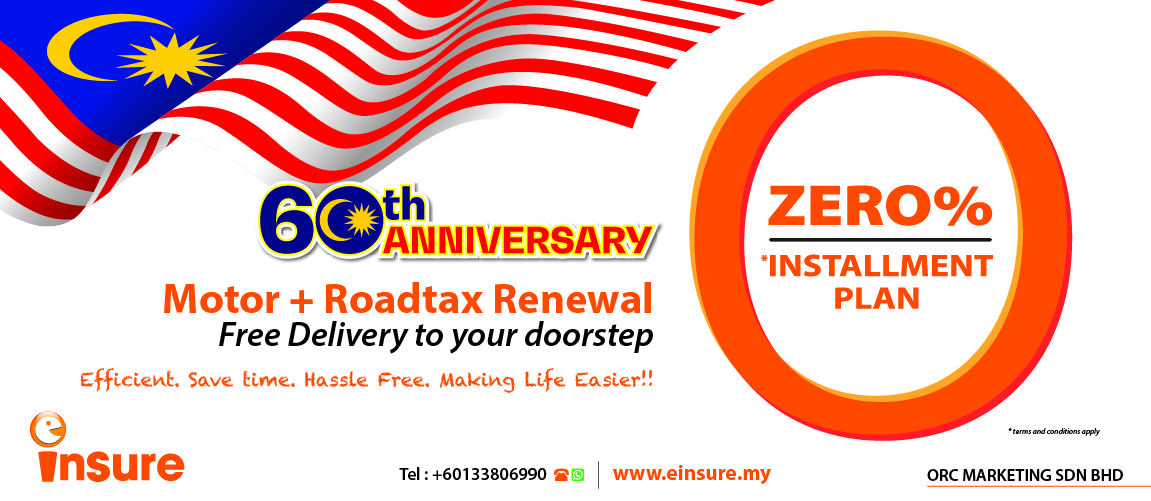 60th
ANNIVERSARY
Motor + Roadtax Renewal
Free Delivery to your doorstep
Efficient. Save time. Hassle Free. Making Life Easier!!
ZERO%
*INSTALLMENT
PLAN
* terms and conditions apply
e
insure
Tel : +60133806990
www.einsure.my
ORC MARKETING SDN BHD